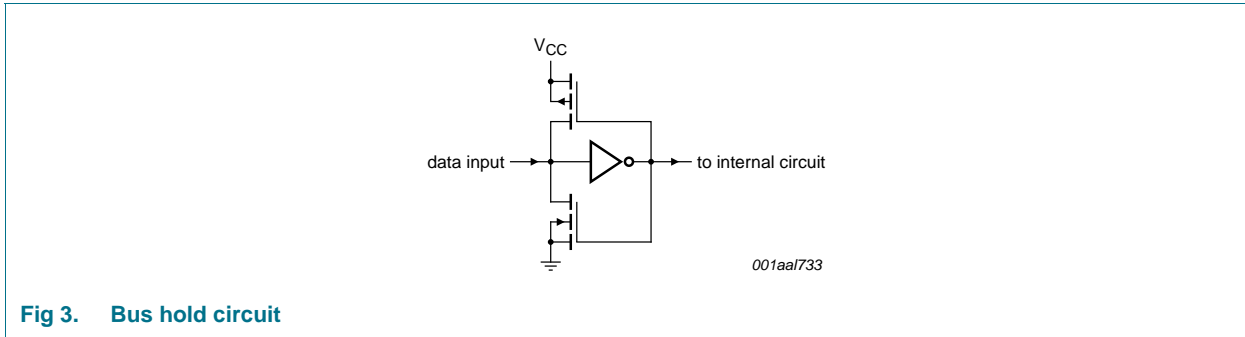 VCC
data input
to internal circuit
001aal733
Fig 3. Bus hold circuit